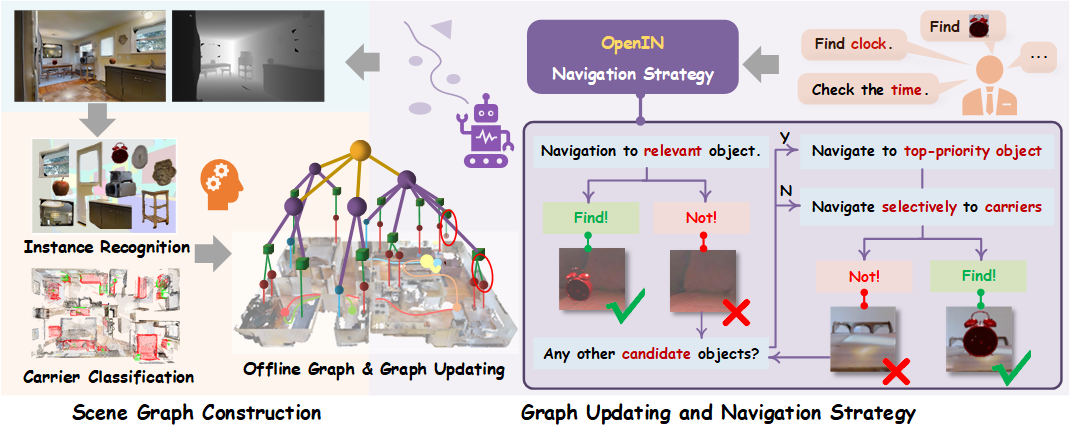 OpenIN
Navigation Strategy
Find
Find clock.
...
Check the time.
Instance Recognition
Carrier Classification
Offline Graph & Graph Updating
Navigation to relevant object.
Find!
Not!
Any other candidate objects?
Y
Navigate to top-priority object
N
Navigate selectively to carriers
Not!
Find!
Scene Graph Construction
Graph Updating and Navigation Strategy